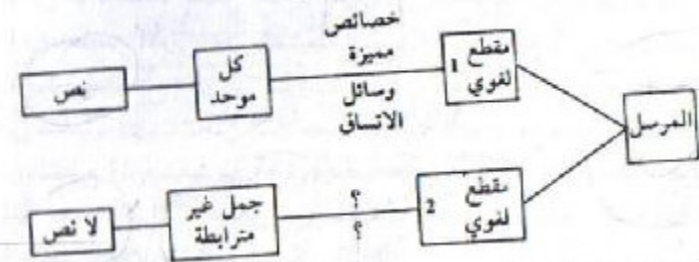 المرسل
مقطع
لغوي 1
خصائص
مميزة
وسائل
الاتساق
كل
موحد
نص
مقطع
لغوي 2
؟
؟
جمل غير
مترابطة
لا نص